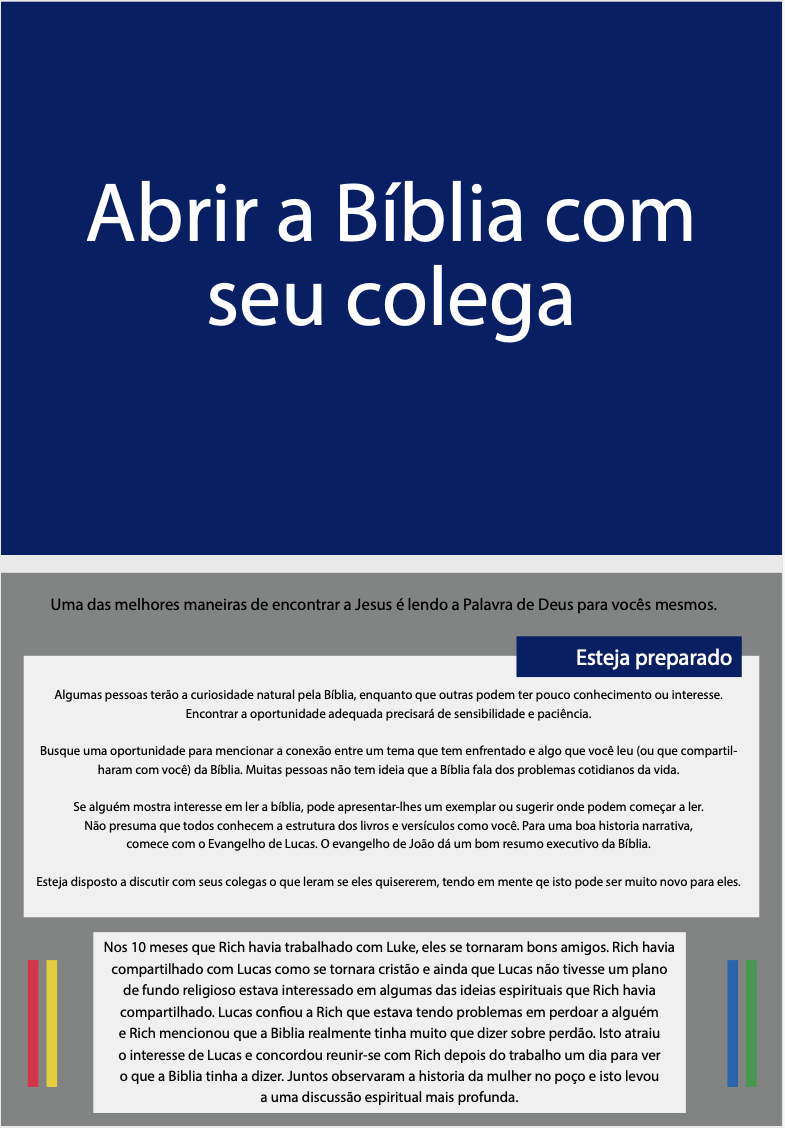 Abrir a Bíblia com
seu colega
Uma das melhores maneiras de encontrar a Jesus é lendo a Palavra de Deus para vocês mesmos.
Esteja preparado
Algumas pessoas terão a curiosidade natural pela Bíblia, enquanto que outras podem ter pouco conhecimento ou interesse.
Encontrar a oportunidade adequada precisará de sensibilidade e paciência.
Busque uma oportunidade para mencionar a conexão entre um tema que tem enfrentado e algo que você leu (ou que compartil-
haram com você) da Bíblia. Muitas pessoas não tem ideia que a Bíblia fala dos problemas cotidianos da vida.
Se alguém mostra interesse em ler a bíblia, pode apresentar-lhes um exemplar ou sugerir onde podem começar a ler.
Não presuma que todos conhecem a estrutura dos livros e versículos como você. Para uma boa historia narrativa,
comece com o Evangelho de Lucas. O evangelho de João dá um bom resumo executivo da Bíblia.
Esteja disposto a discutir com seus colegas o que leram se eles quisererem, tendo em mente qe isto pode ser muito novo para eles.
Nos 10 meses que Rich havia trabalhado com Luke, eles se tornaram bons amigos. Rich havia
compartilhado com Lucas como se tornara cristão e ainda que Lucas não tivesse um plano
de fundo religioso estava interessado em algumas das ideias espirituais que Rich havia
compartilhado. Lucas confiou a Rich que estava tendo problemas em perdoar a alguém
e Rich mencionou que a Biblia realmente tinha muito que dizer sobre perdão. Isto atraiu
o interesse de Lucas e concordou reunir-se com Rich depois do trabalho um dia para ver
o que a Biblia tinha a dizer. Juntos observaram a historia da mulher no poço e isto levou
a uma discussão espiritual mais profunda.